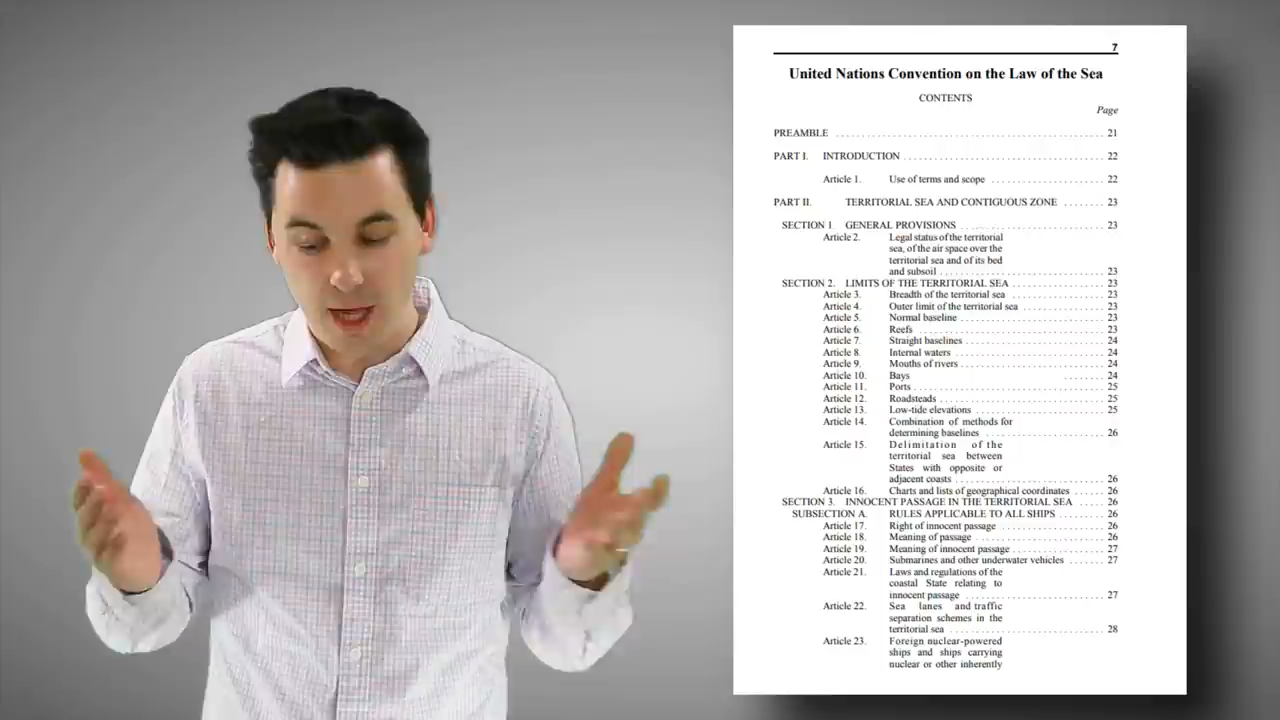 7
United Nations Convention on the Law of the Sea
CONTENTS
Page
PREAMBLE 21
PART I. INTRODUCTION 22
Article 1. Use of terms and scope 22
PART II. TERRITORIAL SEA AND CONTIGUOUS ZONE 23
SECTION 1. GENERAL PROVISIONS 23
Article 2. Legal status of the territorial
sea, of the air space over the
territorial sea and of its bed
and subsoil 23
SECTION 2. LIMITS OF THE TERRITORIAL SEA 23
Article 3. Breadth of the territorial sea 23
Article 4. Outer limit of the territorial sea 23
Article 5. Normal baseline 23
Article 6. Reefs 23
Article 7. Straight baselines 24
Article 8. Internal waters 24
Article 9. Mouths of rivers 24
Article 10. Bays 24
Article 11. Ports 25
Article 12. Roadsteads 25
Article 13. Low-tide elevations 25
Article 14. Combination of methods for
determining baselines 26
Article 15. Delimitation of the
territorial sea between
States with opposite or
adjacent coasts 26
Article 16. Charts and lists of geographical coordinates 26
SECTION 3. INNOCENT PASSAGE IN THE TERRITORIAL SEA 26
SUBSECTION A. RULES APPLICABLE TO ALL SHIPS 26
Article 17. Right of innocent passage 26
Article 18. Meaning of passage 26
Article 19. Meaning of innocent passage 27
Article 20. Submarines and other underwater vehicles 27
Article 21. Laws and regulations of the
coastal State relating to
innocent passage 27
Article 22. Sea lanes and traffic
separation schemes in the
territorial sea 28
Article 23. Foreign nuclear-powered
ships and ships carrying
nuclear or other inherently